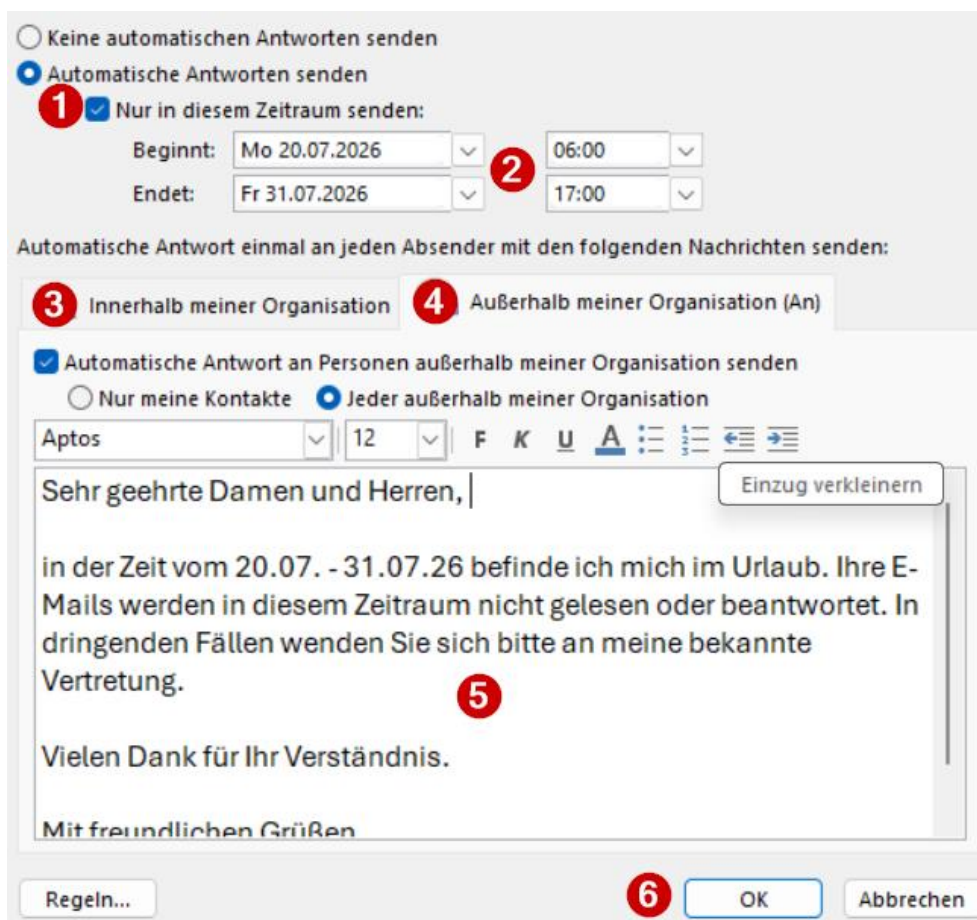 Keine automatischen Antworten senden
Automatische Antworten senden
1 Nur in diesem Zeitraum senden:
Beginnt: Mo 20.07.2026 06:00
2
Endet: Fr 31.07.2026 17:00
Automatische Antwort einmal an jeden Absender mit den folgenden Nachrichten senden:
3 Innerhalb meiner Organisation 4 Außerhalb meiner Organisation (An)
Automatische Antwort an Personen außerhalb meiner Organisation senden
Nur meine Kontakte Jeder außerhalb meiner Organisation
Aptos 12 F K U A
Einzug verkleinern
Sehr geehrte Damen und Herren,
in der Zeit vom 20.07. - 31.07.26 befinde ich mich im Urlaub. Ihre E-
Mails werden in diesem Zeitraum nicht gelesen oder beantwortet. In
dringenden Fällen wenden Sie sich bitte an meine bekannte
Vertretung.
5
Vielen Dank für Ihr Verständnis.
Mit freundlichen Grüßen
Regeln... 6 OK Abbrechen